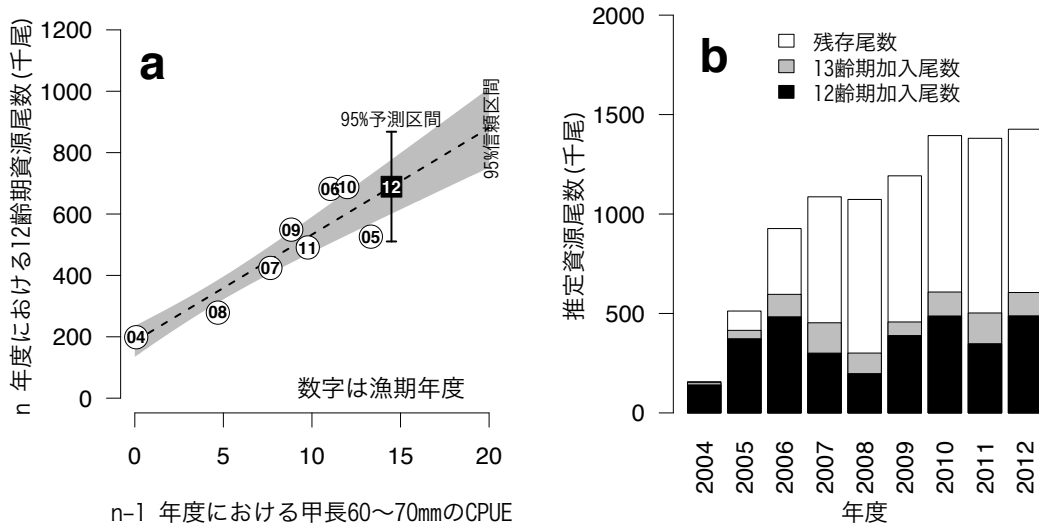 a
n 年度における12齢期資源尾数(千尾)
1200
1000
800
600
400
200
0
95%予測区間
95%信頼区間
04
08
07
09
11
06
10
05
12
数字は漁期年度
0 5 10 15 20
n–1 年度における甲長60～70mmのCPUE
b
推定資源尾数(千尾)
2000
1500
1000
500
0
残存尾数
13齢期加入尾数
12齢期加入尾数
2004 2005 2006 2007 2008 2009 2010 2011 2012
年度